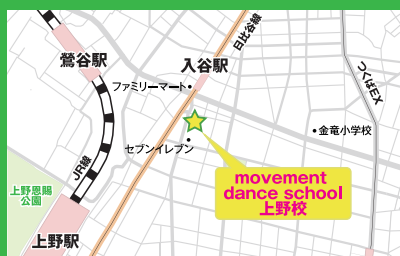 日比谷線
鶯谷駅
入谷駅
ファミリーマート
つくばEX
金竜小学校
セブンイレブン
JR線
movement
dance school
上野校
上野恩賜
公園
上野駅